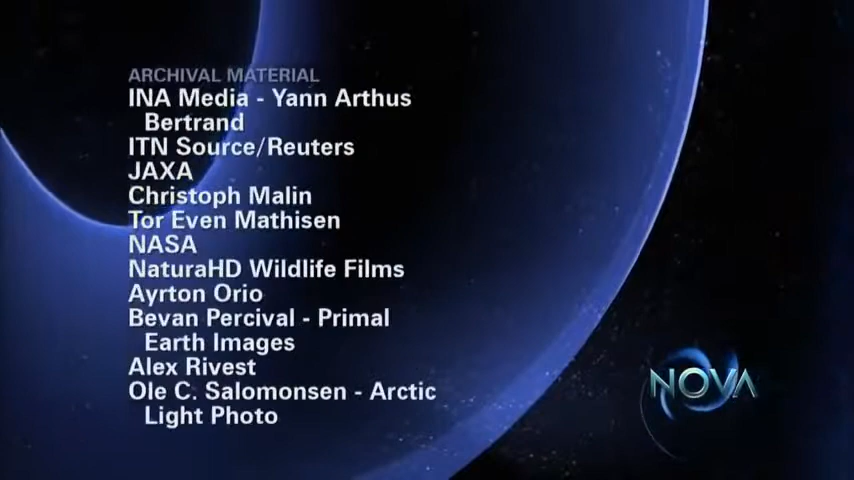 ARCHIVAL MATERIAL
INA Media - Yann Arthus
Bertrand
ITN Source/Reuters
JAXA
Christoph Malin
Tor Even Mathisen
NASA
NaturaHD Wildlife Films
Ayrton Orio
Bevan Percival - Primal
Earth Images
Alex Rivest
Ole C. Salomonsen - Arctic
Light Photo
NOVA